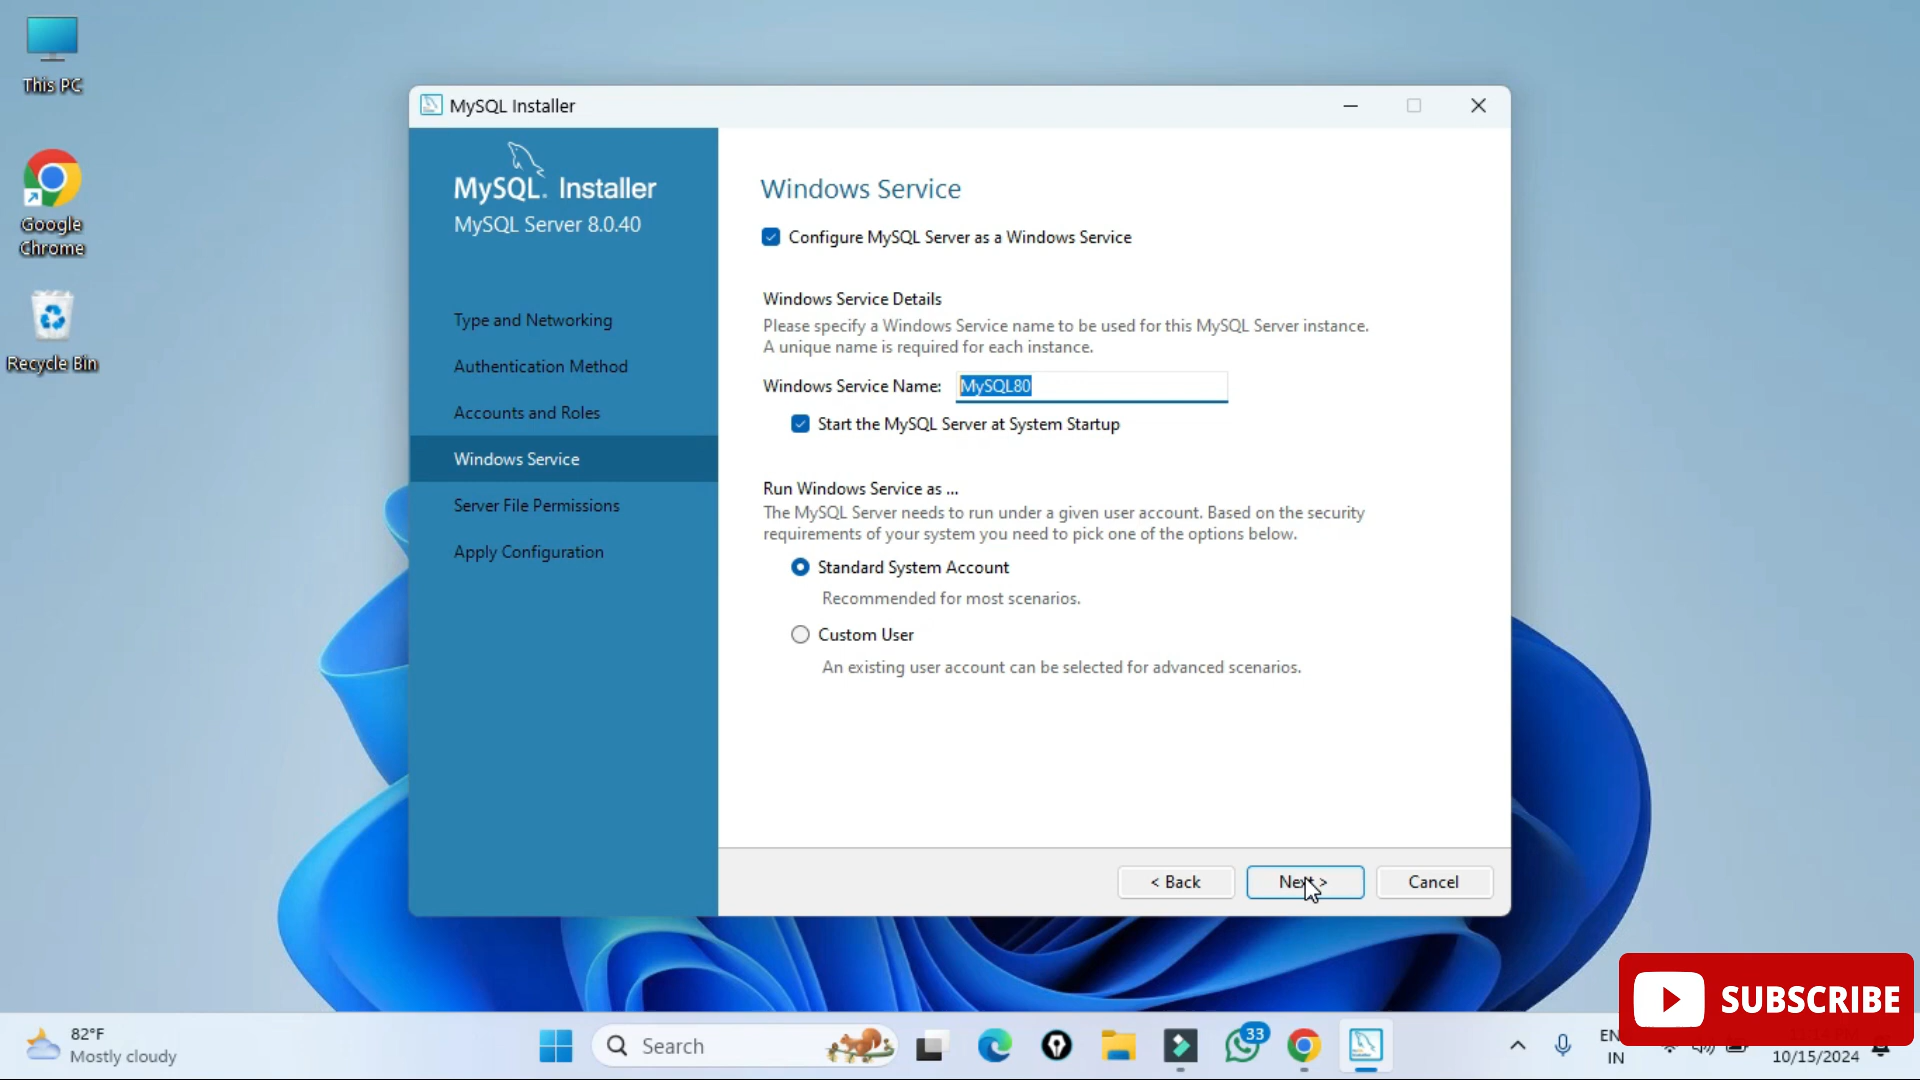 This PC
Google
Chrome
Recycle Bin
MySQL Installer
MySQL. Installer
MySQL Server 8.0.40
Type and Networking
Authentication Method
Accounts and Roles
Windows Service
Server File Permissions
Apply Configuration
Windows Service
Configure MySQL Server as a Windows Service
Windows Service Details
Please specify a Windows Service name to be used for this MySQL Server instance.
A unique name is required for each instance.
Windows Service Name: MySQL80
Start the MySQL Server at System Startup
Run Windows Service as ...
The MySQL Server needs to run under a given user account. Based on the security
requirements of your system you need to pick one of the options below.
Standard System Account
Recommended for most scenarios.
Custom User
An existing user account can be selected for advanced scenarios.
< Back
Next >
Cancel
SUBSCRIBE
82°F
Mostly cloudy
Search
33
IN
10/15/2024